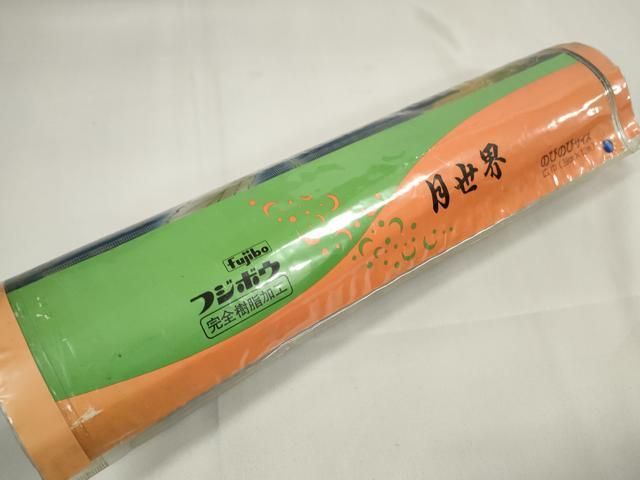 fujibo
フジボウ
完全樹脂加工
月世界
のびのびサイズ